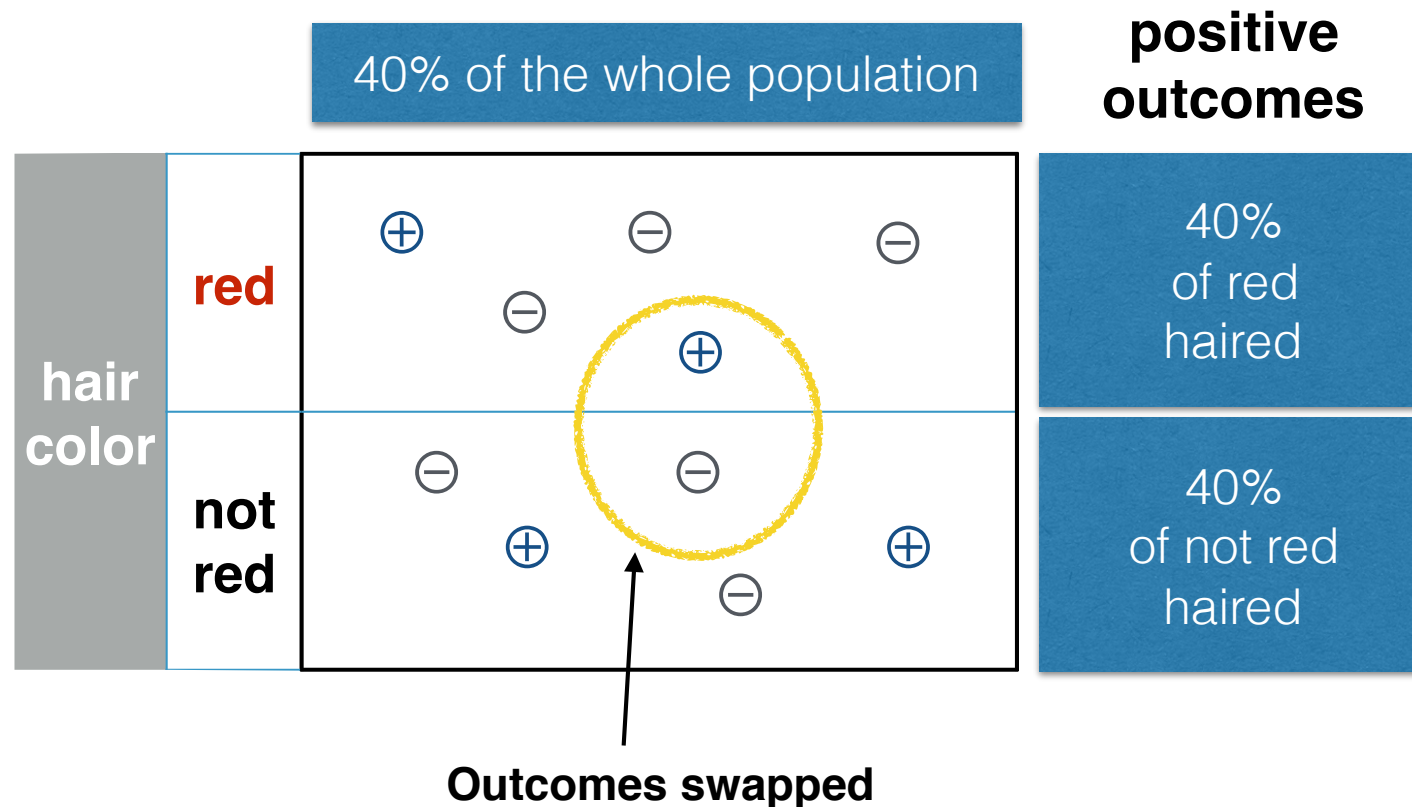 40% of the whole population
positive
outcomes
hair
color
red
40%
of red
haired
not
red
40%
of not red
haired
Outcomes swapped